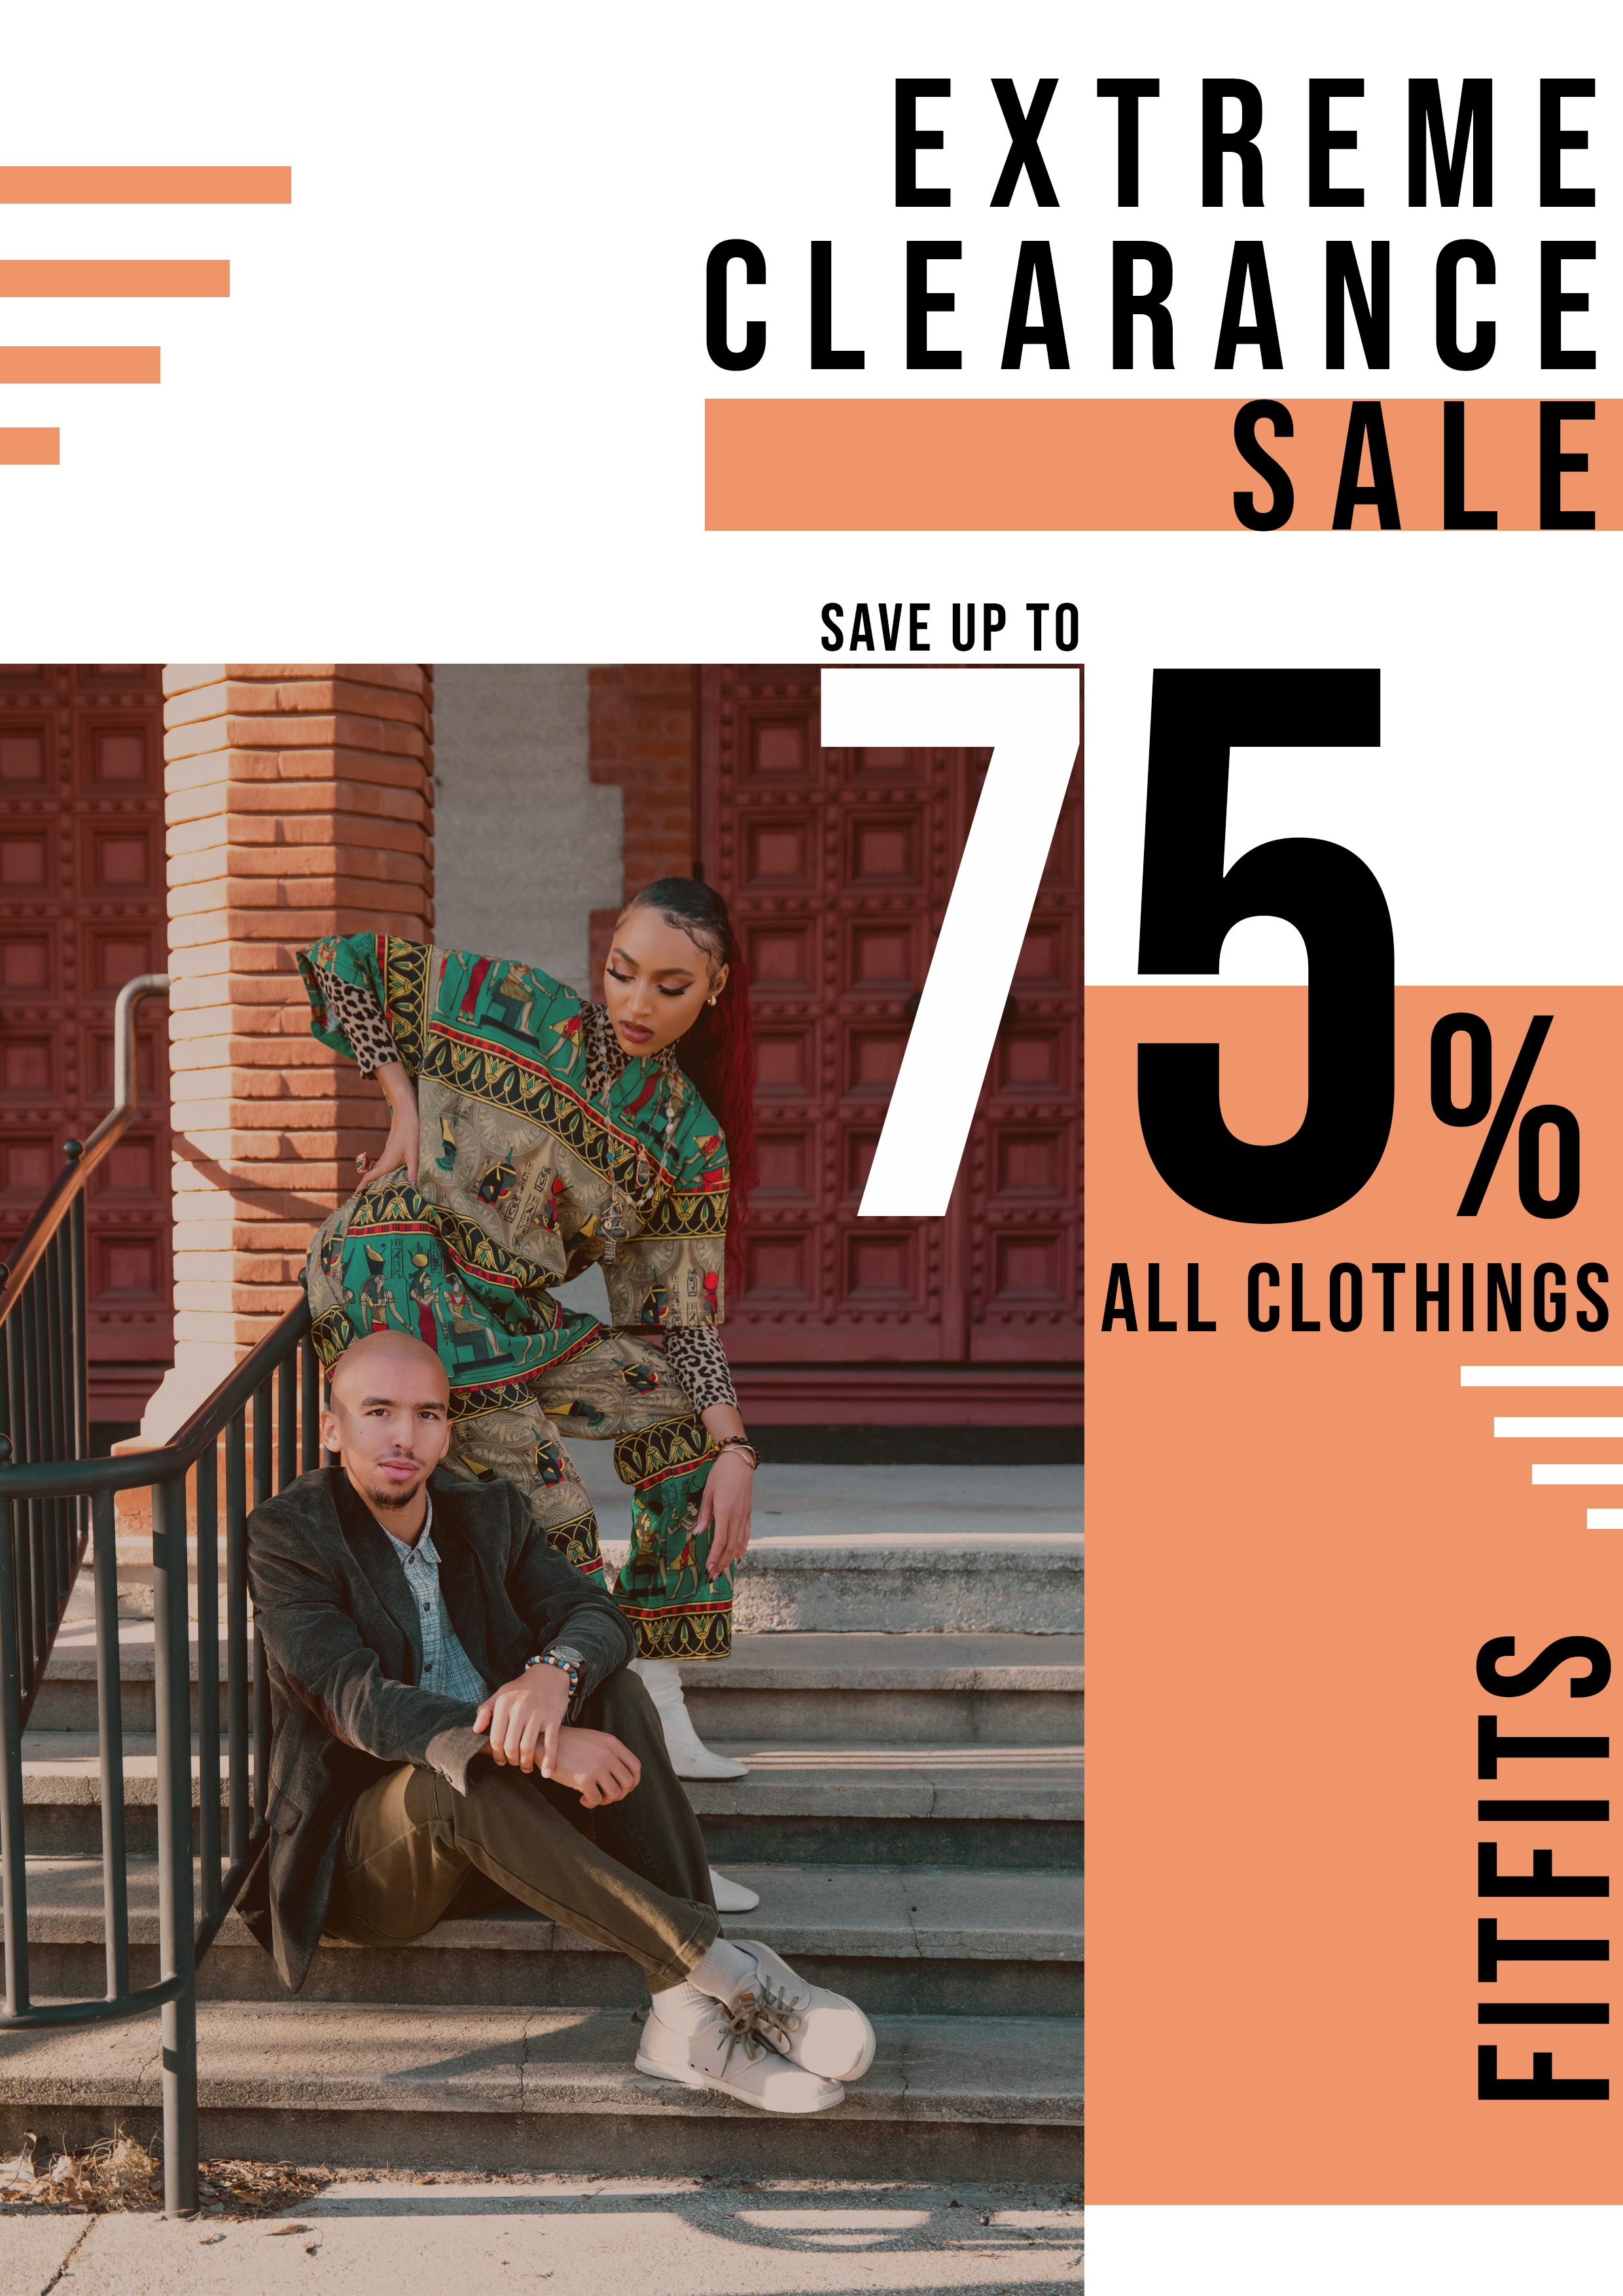 EXTREME
CLEARANCE
SALE
SAVE UP TO
75%
ALL CLOTHINGS
FITFITS